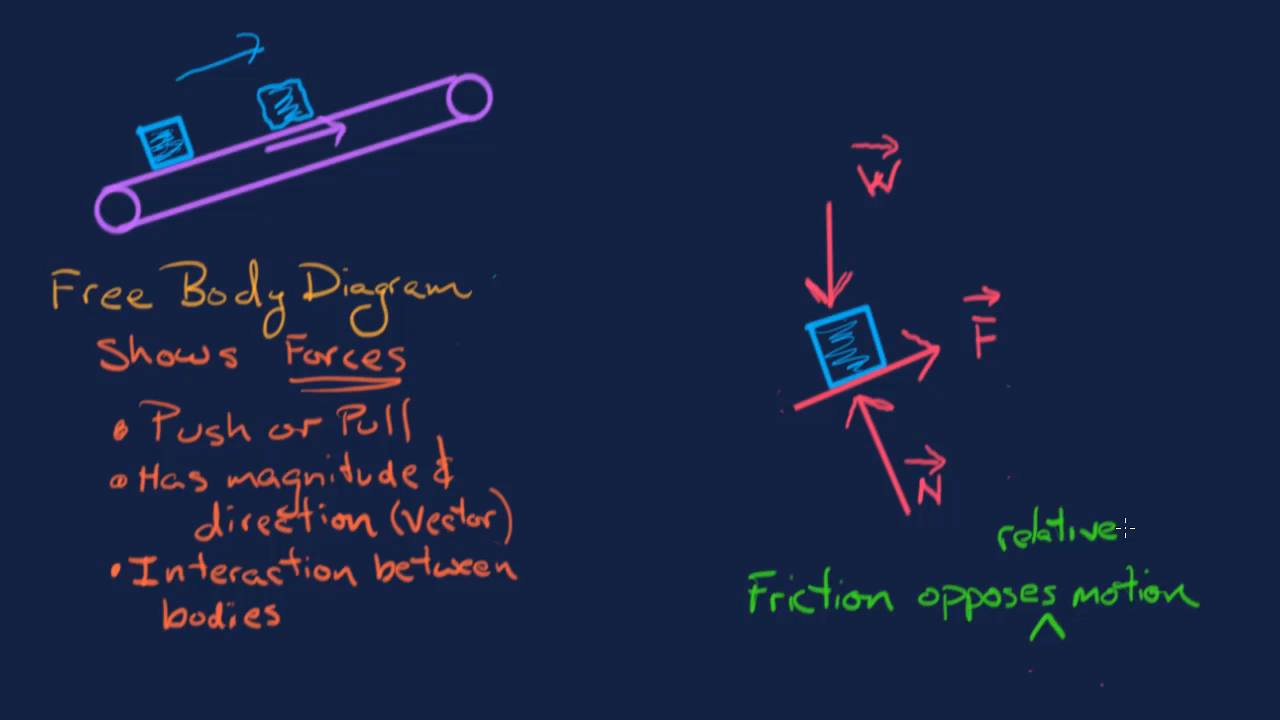 Free Body Diagram
Shows Forces
• Push or Pull
• Has magnitude &
direction (vector)
• Interaction between
bodies
W
F
N
relative
Friction opposes motion